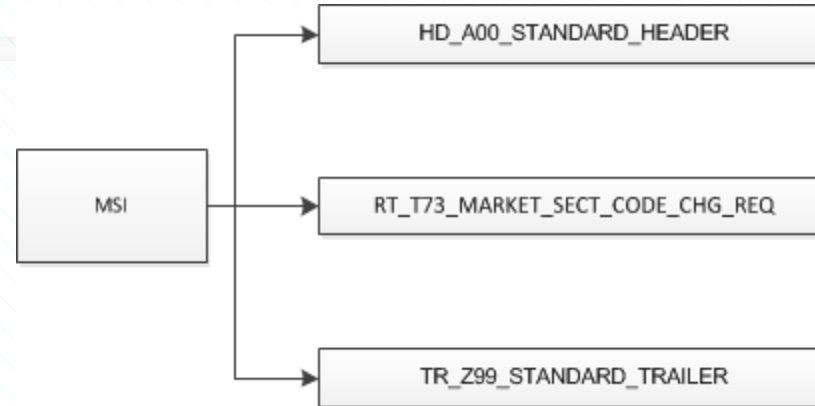 HD_A00_STANDARD_HEADER
MSI
RT_T73_MARKET_SECT_CODE_CHG_REQ
TR_Z99_STANDARD_TRAILER